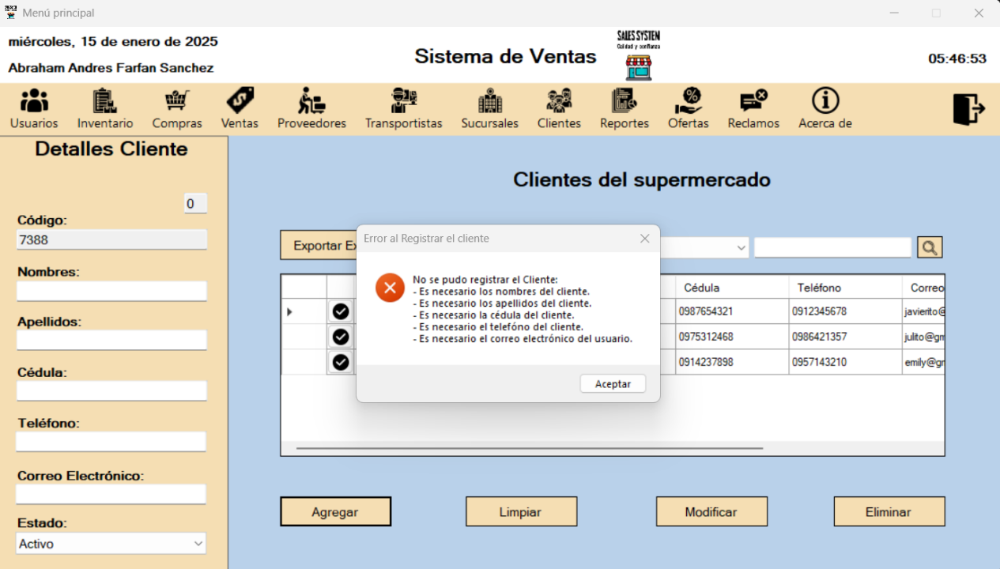 Menú principal
miércoles, 15 de enero de 2025
Abraham Andres Farfan Sanchez
Sistema de Ventas
SALES SYSTEM
Calidad y confianza
05:46:53
Usuarios Inventario Compras Ventas Proveedores Transportistas Sucursales Clientes Reportes Ofertas Reclamos Acerca de
Detalles Cliente
0
Código:
7388
Nombres:
Apellidos:
Cédula:
Teléfono:
Correo Electrónico:
Estado:
Activo
Clientes del supermercado
Exportar
Error al Registrar el cliente
No se pudo registrar el Cliente:
- Es necesario los nombres del cliente.
- Es necesario los apellidos del cliente.
- Es necesario la cédula del cliente.
- Es necesario el telefóno del cliente.
- Es necesario el correo electrónico del usuario.
Aceptar
Cédula Teléfono Correo
0987654321 0912345678 javierito@
0975312468 0986421357 julito@gm
0914237898 0957143210 emily@gm
Agregar Limpiar Modificar Eliminar